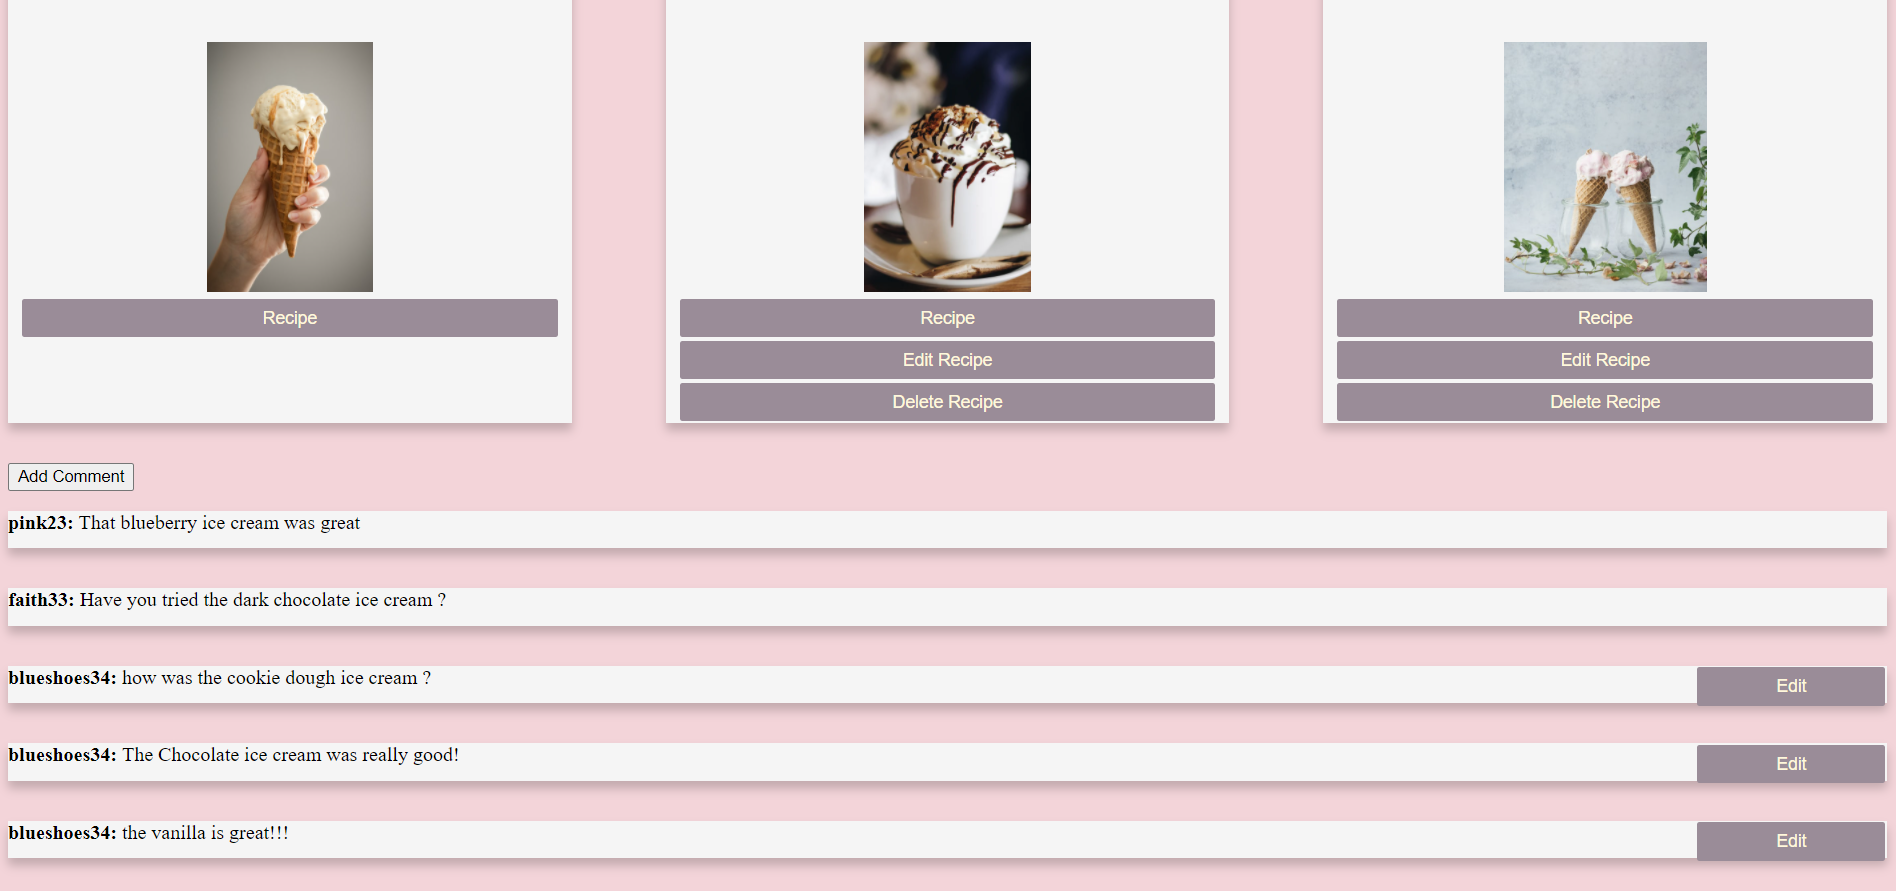 Recipe Recipe Recipe
Edit Recipe Edit Recipe
Delete Recipe Delete Recipe
Add Comment
pink23: That blueberry ice cream was great
faith33: Have you tried the dark chocolate ice cream ?
blueshoes34: how was the cookie dough ice cream ? Edit
blueshoes34: The Chocolate ice cream was really good! Edit
blueshoes34: the vanilla is great!!! Edit